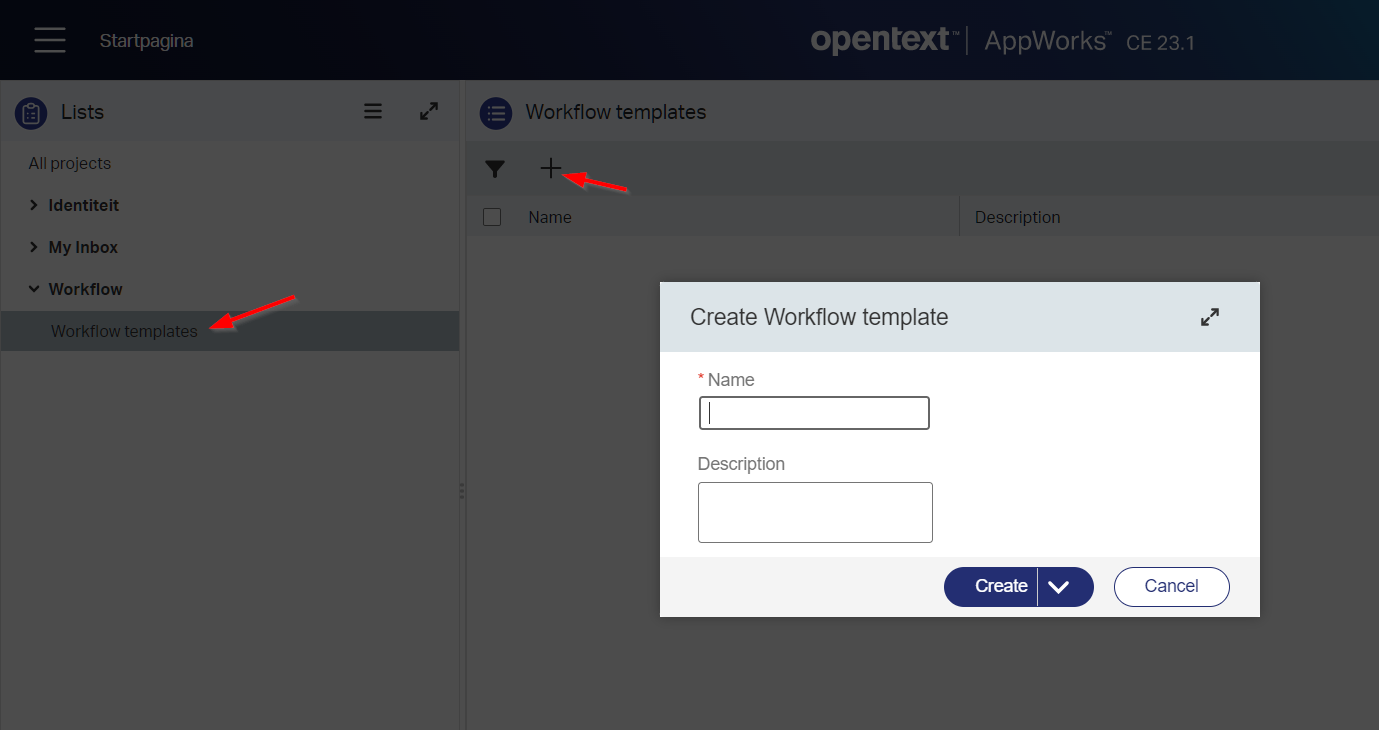 Startpagina
opentext™ | AppWorks™ CE 23.1
Lists
All projects
Identiteit
My Inbox
Workflow
Workflow templates
Workflow templates
Name
Description
Create Workflow template
* Name
Description
Create
Cancel